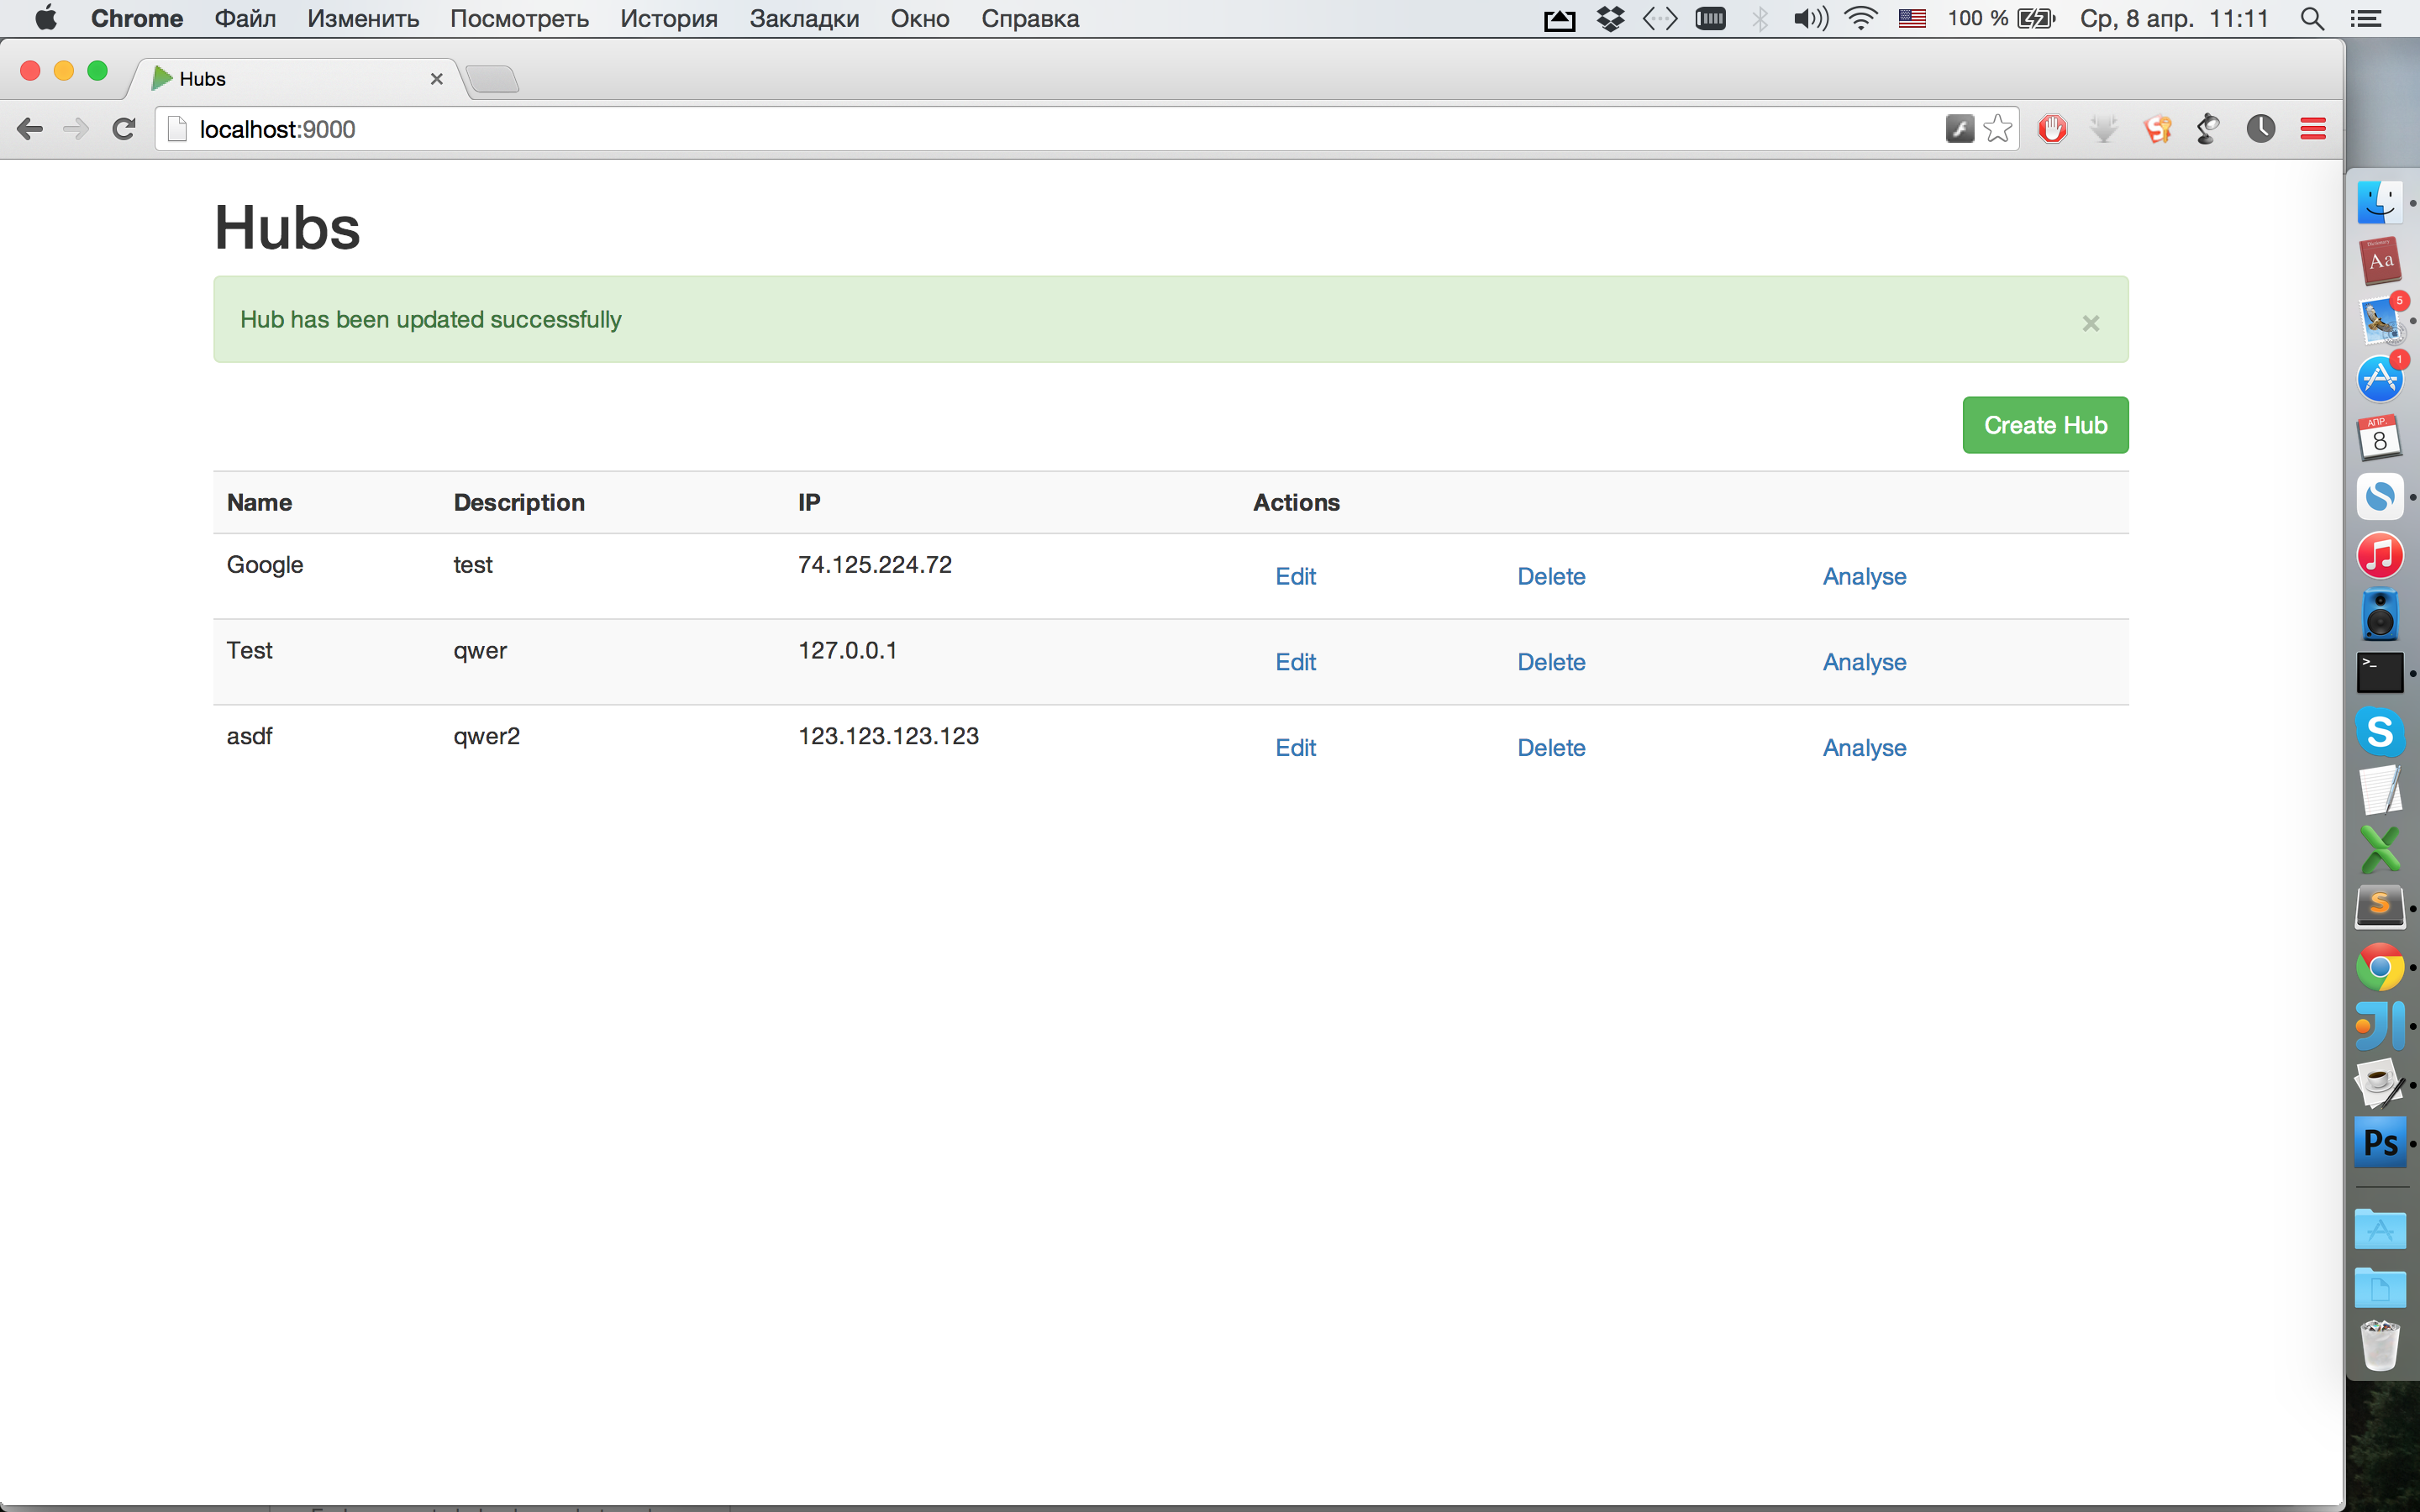 Chrome Файл Изменить Посмотреть История Закладки Окно Справка 100 % Ср, 8 апр. 11:11
Hubs
localhost:9000
Hubs
Hub has been updated successfully
Create Hub
Name Description IP Actions
Google test 74.125.224.72 Edit Delete Analyse
Test qwer 127.0.0.1 Edit Delete Analyse
asdf qwer2 123.123.123.123 Edit Delete Analyse
Dictionary
Aa
5
1
АПР.
8
>_
S
S
Ps